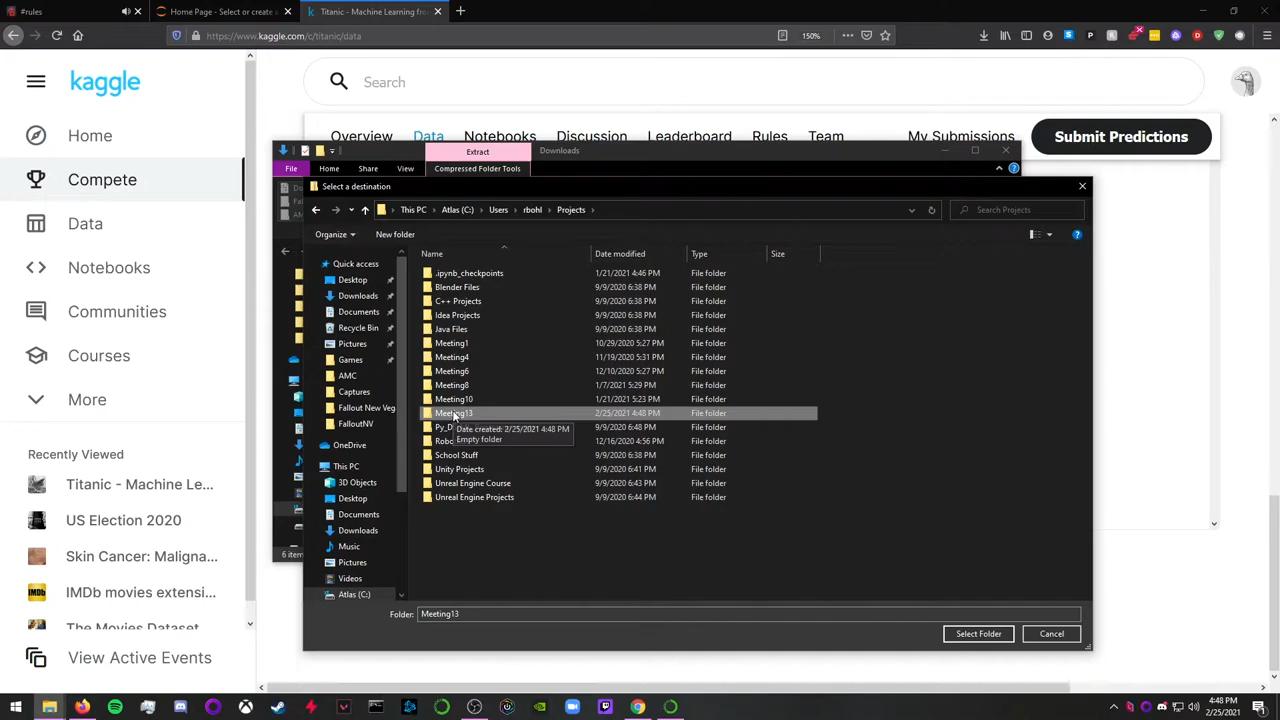 #rules
Home Page - Select or create a
Titanic - Machine Learning from
https://www.kaggle.com/c/titanic/data
150%
kaggle
Search
Home
Compete
Data
Notebooks
Communities
Courses
More
Recently Viewed
Titanic - Machine Le...
US Election 2020
Skin Cancer: Maligna...
IMDb movies extensi...
The Movies Dataset
View Active Events
Overview Data Notebooks Discussion Leaderboard Rules Team My Submissions Submit Predictions
Extract Downloads
File Home Share View Compressed Folder Tools
Select a destination
This PC Atlas (C:) Users rbohl Projects
Search Projects
Organize New folder
Name Date modified Type Size
Quick access
Desktop
Downloads
Documents
Recycle Bin
Pictures
Games
AMC
Captures
Fallout New Veg
FalloutNV
OneDrive
This PC
3D Objects
Desktop
Documents
Downloads
Music
Pictures
Videos
Atlas (C:)
.ipynb_checkpoints 1/21/2021 4:46 PM File folder
Blender Files 9/9/2020 6:38 PM File folder
C++ Projects 9/9/2020 6:38 PM File folder
Idea Projects 9/9/2020 6:38 PM File folder
Java Files 9/9/2020 6:38 PM File folder
Meeting1 10/29/2020 5:27 PM File folder
Meeting4 11/19/2020 5:31 PM File folder
Meeting6 12/10/2020 5:27 PM File folder
Meeting8 1/7/2021 5:29 PM File folder
Meeting10 1/21/2021 5:23 PM File folder
Meeting13 2/25/2021 4:48 PM File folder
Py_D 9/9/2020 6:48 PM File folder
Robo 12/16/2020 4:56 PM File folder
School Stuff 9/9/2020 6:38 PM File folder
Unity Projects 9/9/2020 6:41 PM File folder
Unreal Engine Course 9/9/2020 6:43 PM File folder
Unreal Engine Projects 9/9/2020 6:44 PM File folder
Date created: 2/25/2021 4:48 PM
Empty folder
6 item
Folder: Meeting13
Select Folder Cancel
4:48 PM
2/25/2021